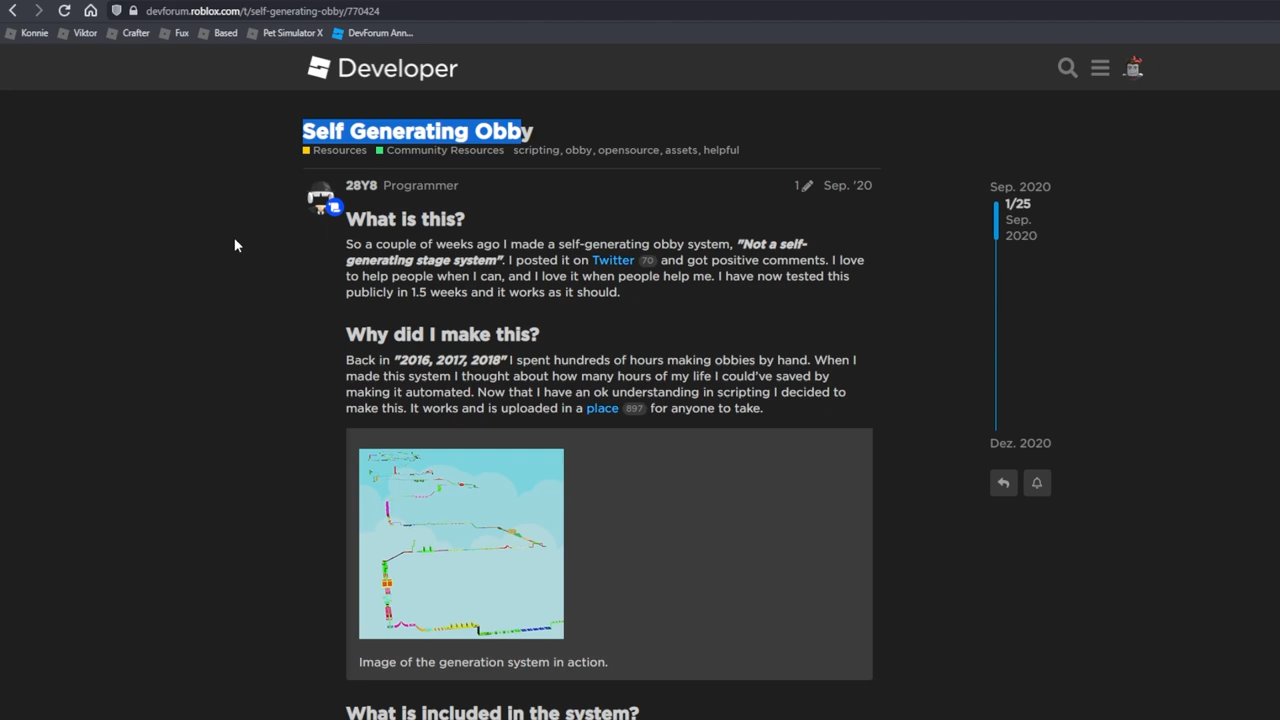 devforum.roblox.com/t/self-generating-obby/770424
Konnie Viktor Crafter Fux Based Pet Simulator X DevForum Ann...
Developer
Self Generating Obby
Resources Community Resources scripting, obby, opensource, assets, helpful
28Y8 Programmer 1 Sep. '20
What is this?
So a couple of weeks ago I made a self-generating obby system, "Not a self-
generating stage system". I posted it on Twitter 70 and got positive comments. I love
to help people when I can, and I love it when people help me. I have now tested this
publicly in 1.5 weeks and it works as it should.
Why did I make this?
Back in "2016, 2017, 2018" I spent hundreds of hours making obbies by hand. When I
made this system I thought about how many hours of my life I could've saved by
making it automated. Now that I have an ok understanding in scripting I decided to
make this. It works and is uploaded in a place 897 for anyone to take.
Image of the generation system in action.
What is included in the system?
Sep. 2020
1/25
Sep.
2020
Dez. 2020